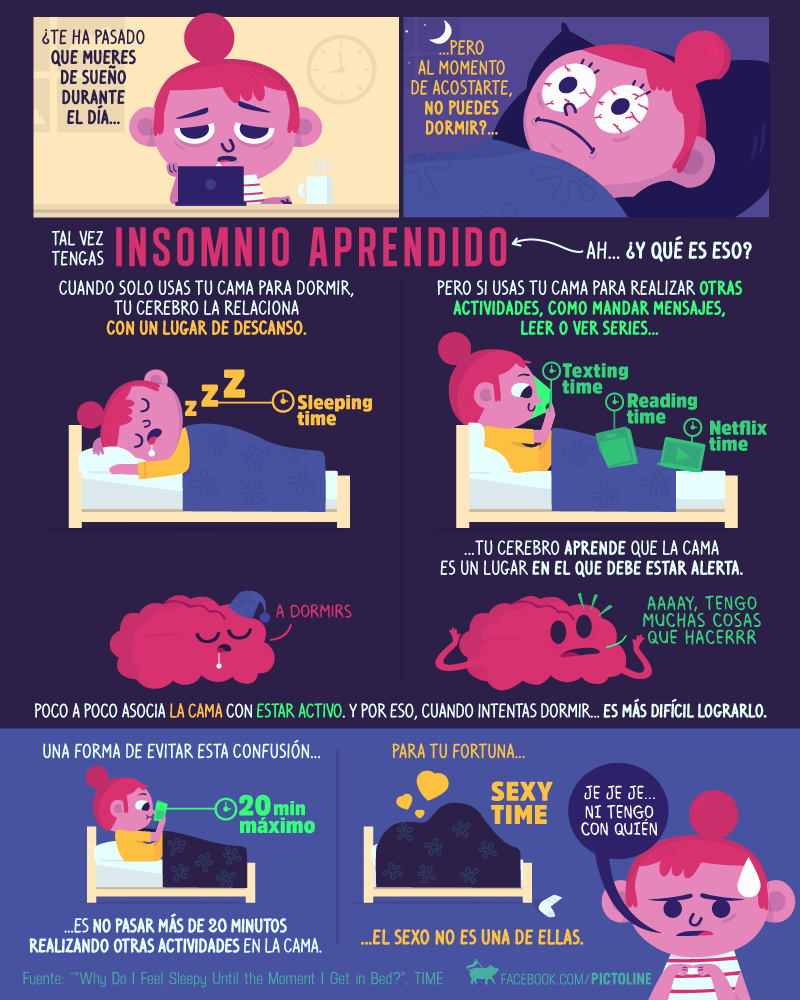 ¿TE HA PASADO
QUE MUERES
DE SUEÑO
DURANTE
EL DÍA...
...PERO
AL MOMENTO
DE ACOSTARTE,
NO PUEDES
DORMIR?...
TAL VEZ
TENGAS
INSOMNIO APRENDIDO
AH... ¿Y QUÉ ES ESO?
CUANDO SOLO USAS TU CAMA PARA DORMIR,
TU CEREBRO LA RELACIONA
CON UN LUGAR DE DESCANSO.
z z z
Sleeping
time
PERO SI USAS TU CAMA PARA REALIZAR OTRAS
ACTIVIDADES, COMO MANDAR MENSAJES,
LEER O VER SERIES...
Texting
time
Reading
time
Netflix
time
...TU CEREBRO APRENDE QUE LA CAMA
ES UN LUGAR EN EL QUE DEBE ESTAR ALERTA.
A DORMIRS
AAAAY, TENGO
MUCHAS COSAS
QUE HACERRR
POCO A POCO ASOCIA LA CAMA CON ESTAR ACTIVO. Y POR ESO, CUANDO INTENTAS DORMIR... ES MÁS DIFÍCIL LOGRARLO.
UNA FORMA DE EVITAR ESTA CONFUSIÓN...
20 min
máximo
...ES NO PASAR MÁS DE 20 MINUTOS
REALIZANDO OTRAS ACTIVIDADES EN LA CAMA.
PARA TU FORTUNA...
SEXY
TIME
...EL SEXO NO ES UNA DE ELLAS.
JE JE JE...
NI TENGO
CON QUIÉN
Fuente: ¨"Why Do I Feel Sleepy Until the Moment I Get in Bed?", TIME
FACEBOOK.COM/PICTOLINE